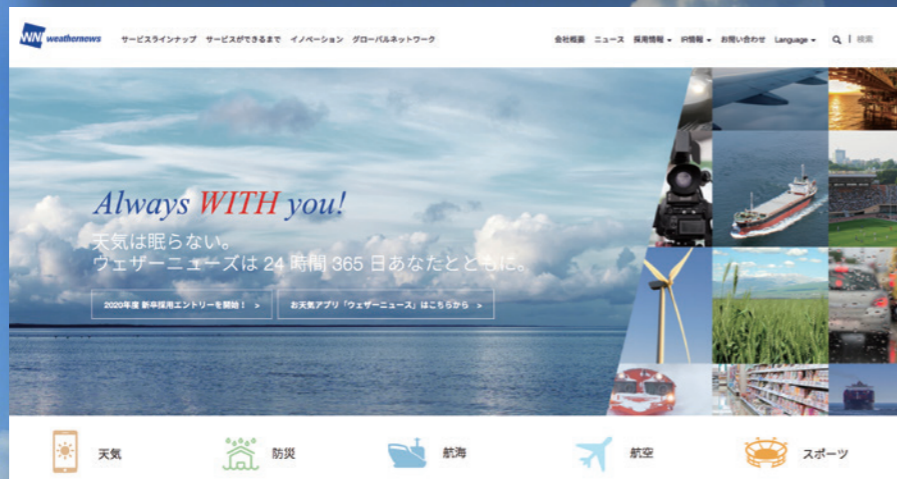 WNI weathernews
サービスラインナップ サービスができるまで イノベーション グローバルネットワーク
会社概要 ニュース 採用情報 IR情報 お問い合わせ Language 検索
Always WITH you!
天気は眠らない。
ウェザーニューズは 24 時間 365 日あなたとともに。
2020年度 新卒採用エントリーを開始！ >
お天気アプリ「ウェザーニュース」はこちらから >
天気
防災
航海
航空
スポーツ